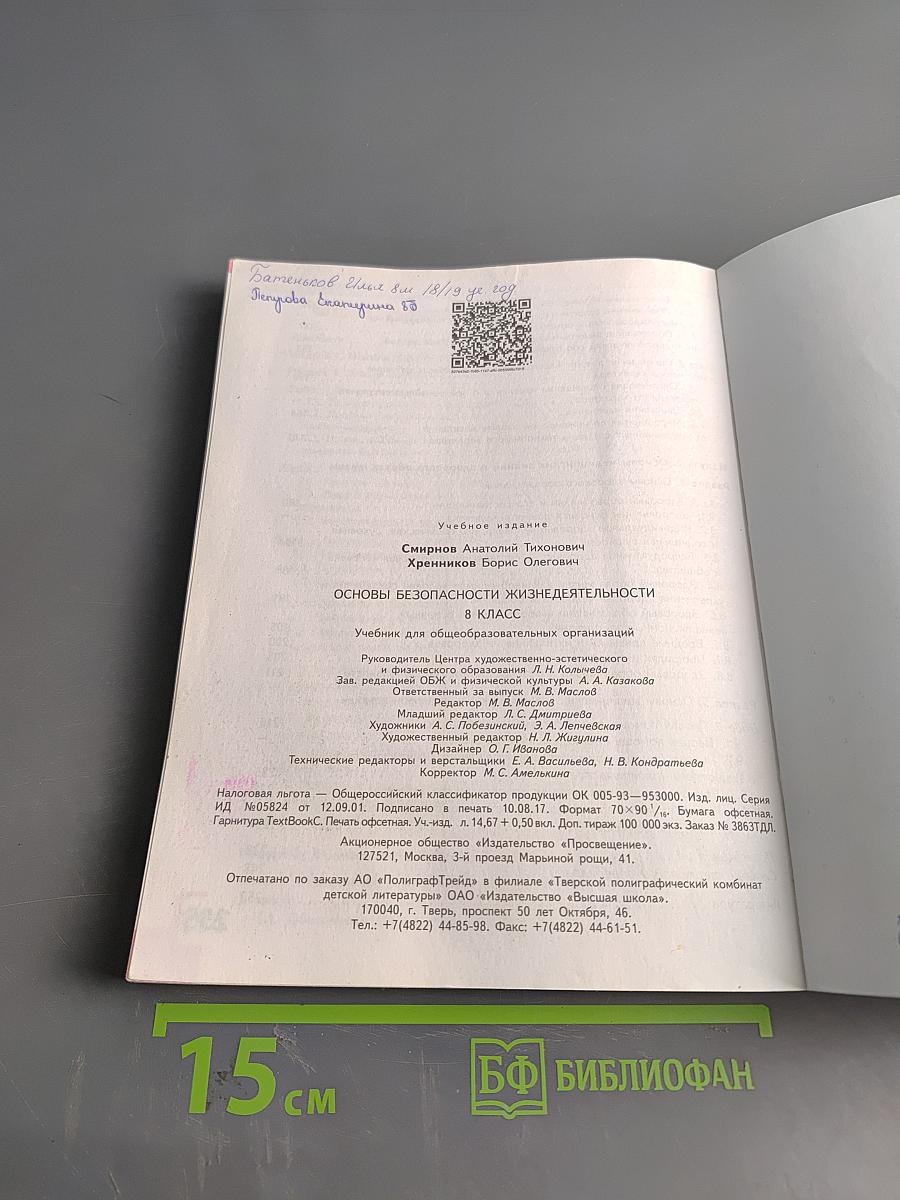 Батеньков Илья 8м 18/19 уч. год
Екатерина 8Б
Учебное издание
Смирнов Анатолий Тихонович
Хренников Борис Олегович
ОСНОВЫ БЕЗОПАСНОСТИ ЖИЗНЕДЕЯТЕЛЬНОСТИ
8 КЛАСС
Учебник для общеобразовательных организаций
Руководитель Центра художественно-эстетического
и физического образования Л. Н. Колычева
Зав. редакцией ОБЖ и физической культуры А. А. Казакова
Ответственный за выпуск М. В. Маслов
Редактор М. В. Маслов
Младший редактор Л. С. Дмитриева
Художники А. С. Побезинский, Э. А. Лепчевская
Художественный редактор Н. Л. Жигулина
Дизайнер О. Г. Иванова
Технические редакторы и верстальщики Е. А. Васильева, Н. В. Кондратьева
Корректор М. С. Амелькина
Налоговая льгота — Общероссийский классификатор продукции ОК 005-93—953000. Изд. лиц. Серия
ИД №05824 от 12.09.01. Подписано в печать 10.08.17. Формат 70×90 1/16. Бумага офсетная.
Гарнитура TextBookC. Печать офсетная. Уч.-изд. л. 14,67 + 0,50 вкл. Доп. тираж 100 000 экз. Заказ № 3863ТДЛ.
Акционерное общество «Издательство «Просвещение».
127521, Москва, 3-й проезд Марьиной рощи, 41.
Отпечатано по заказу АО «ПолиграфТрейд» в филиале «Тверской полиграфический комбинат
детской литературы» ОАО «Издательство «Высшая школа».
170040, г. Тверь, проспект 50 лет Октября, 46.
Тел.: +7(4822) 44-85-98. Факс: +7(4822) 44-61-51.
15 см
БФ БИБЛИОФАН